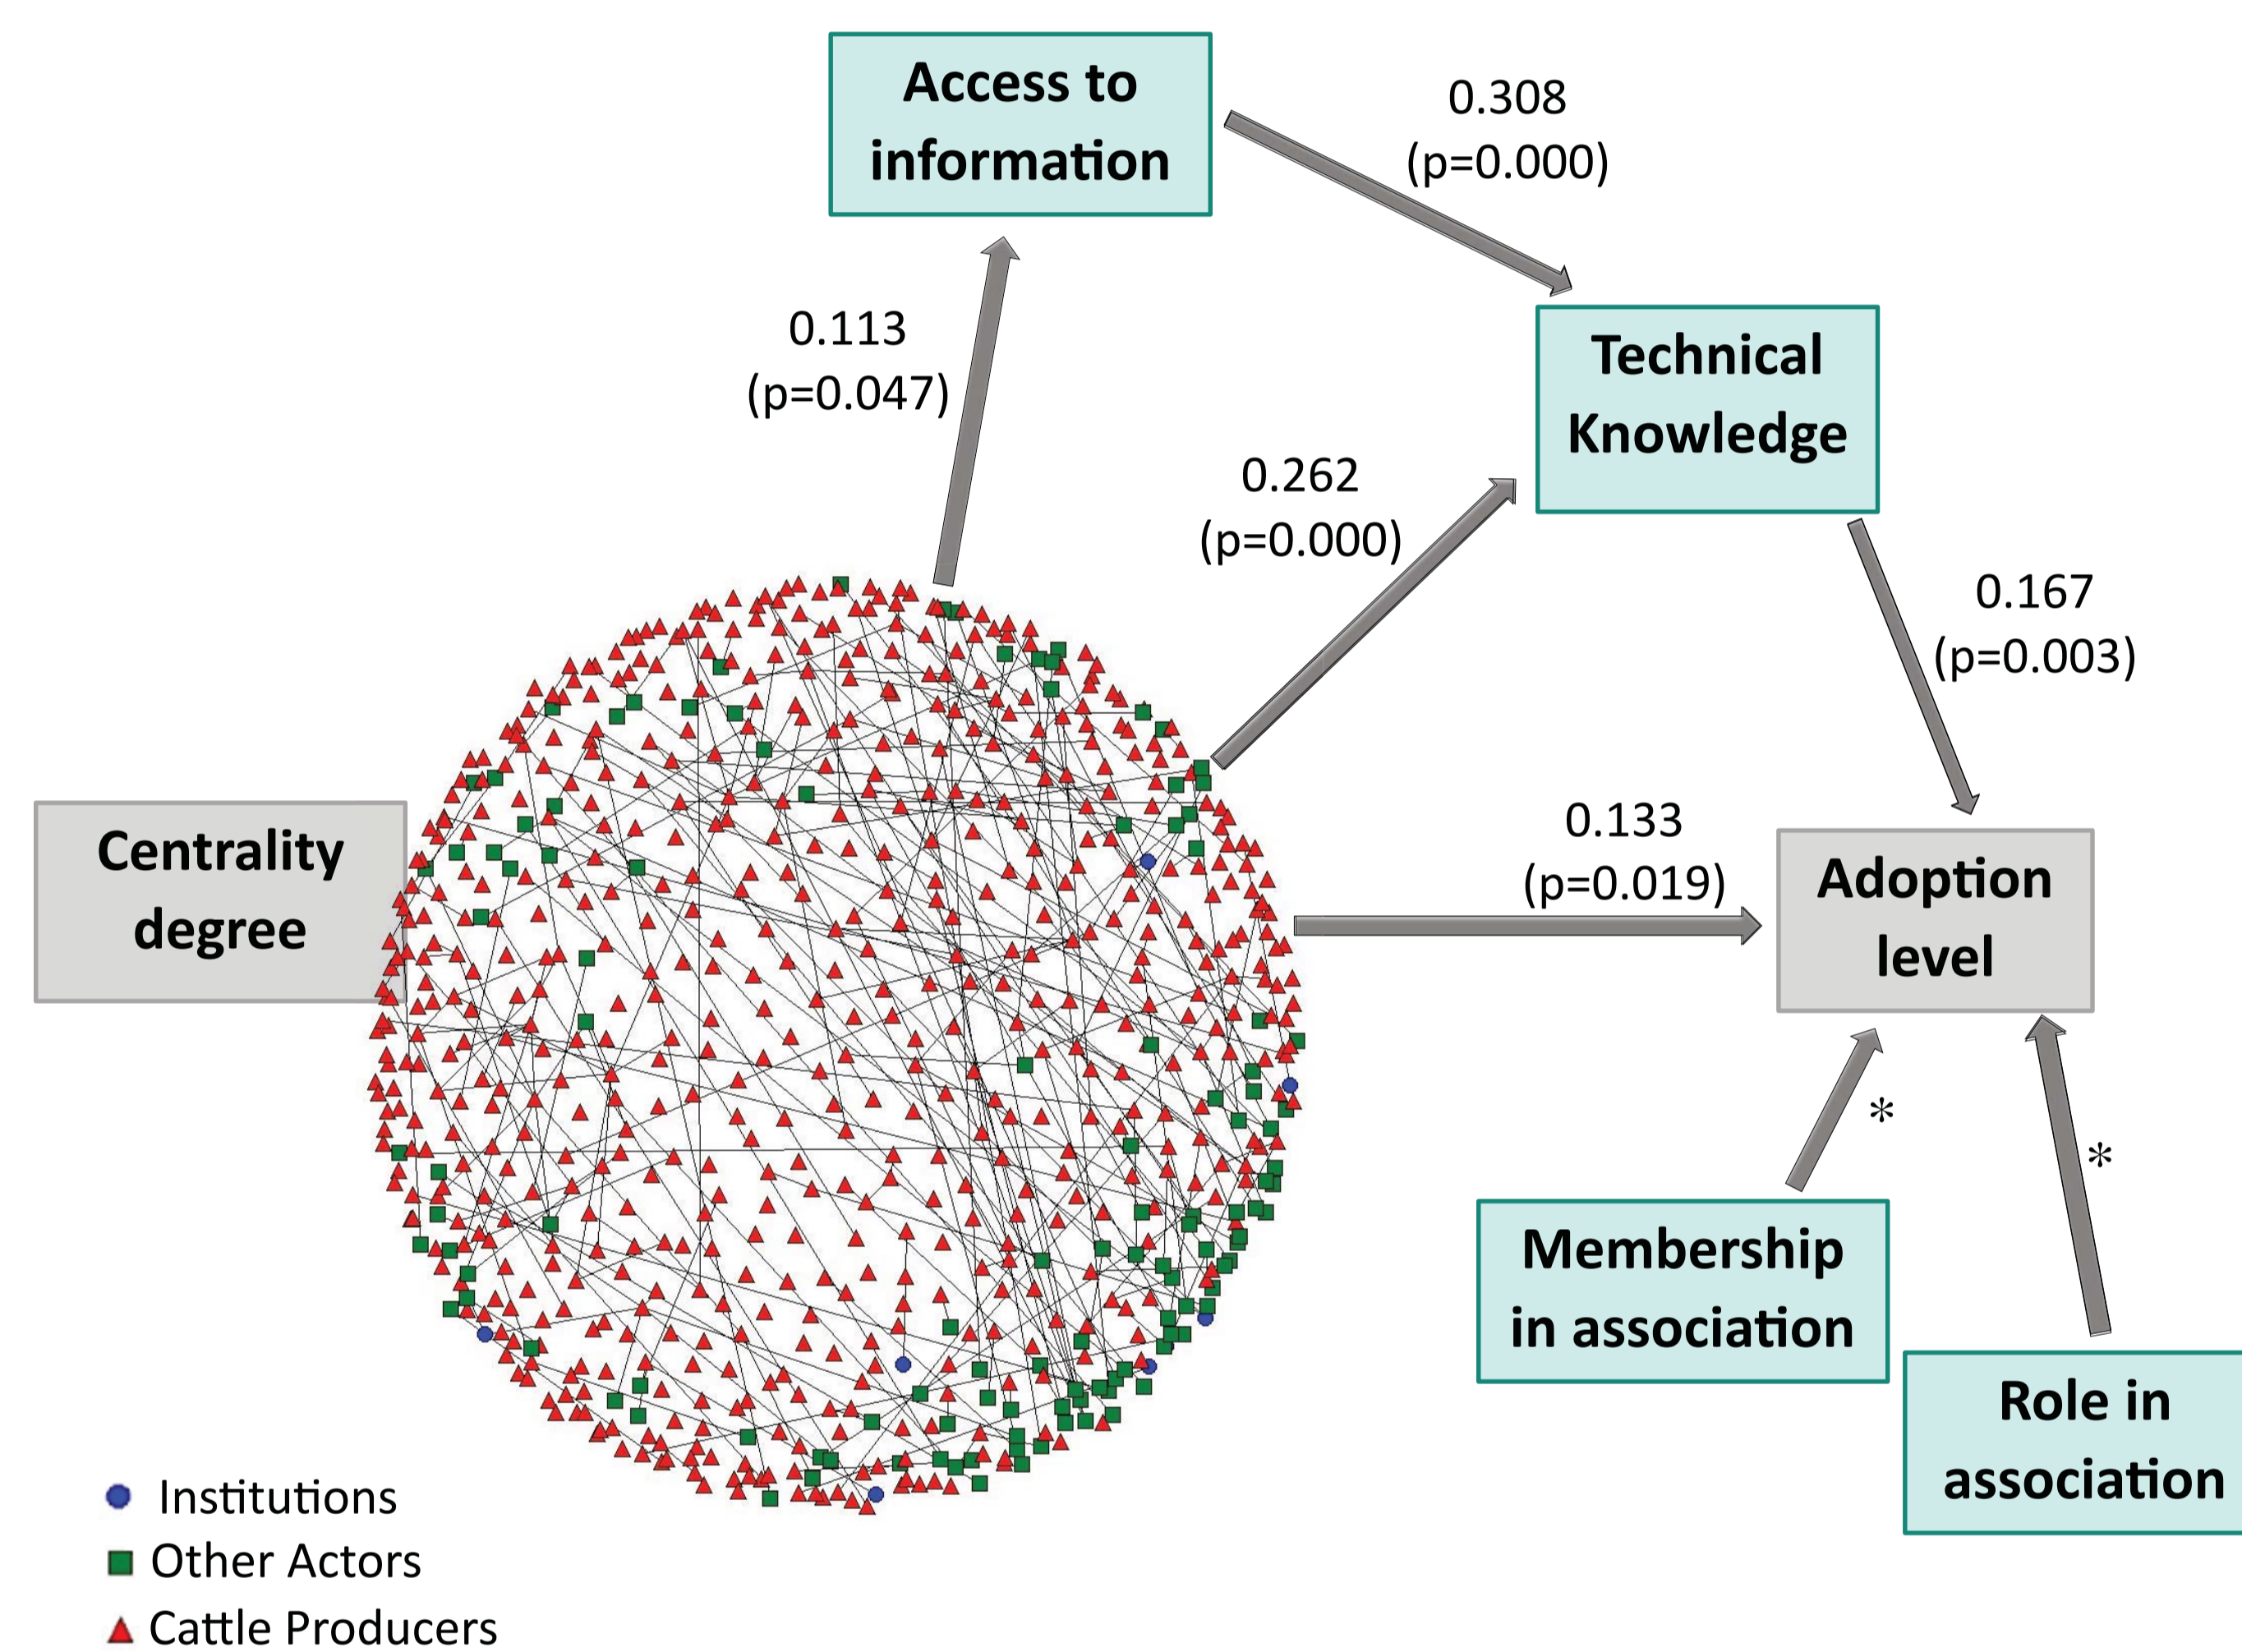 Access to
information
0.308
(p=0.000)
0.113
(p=0.047)
Technical
Knowledge
0.262
(p=0.000)
0.167
(p=0.003)
Centrality
degree
0.133
(p=0.019)
Adoption
level
*
*
Membership
in association
Role in
association
Institutions
Other Actors
Cattle Producers